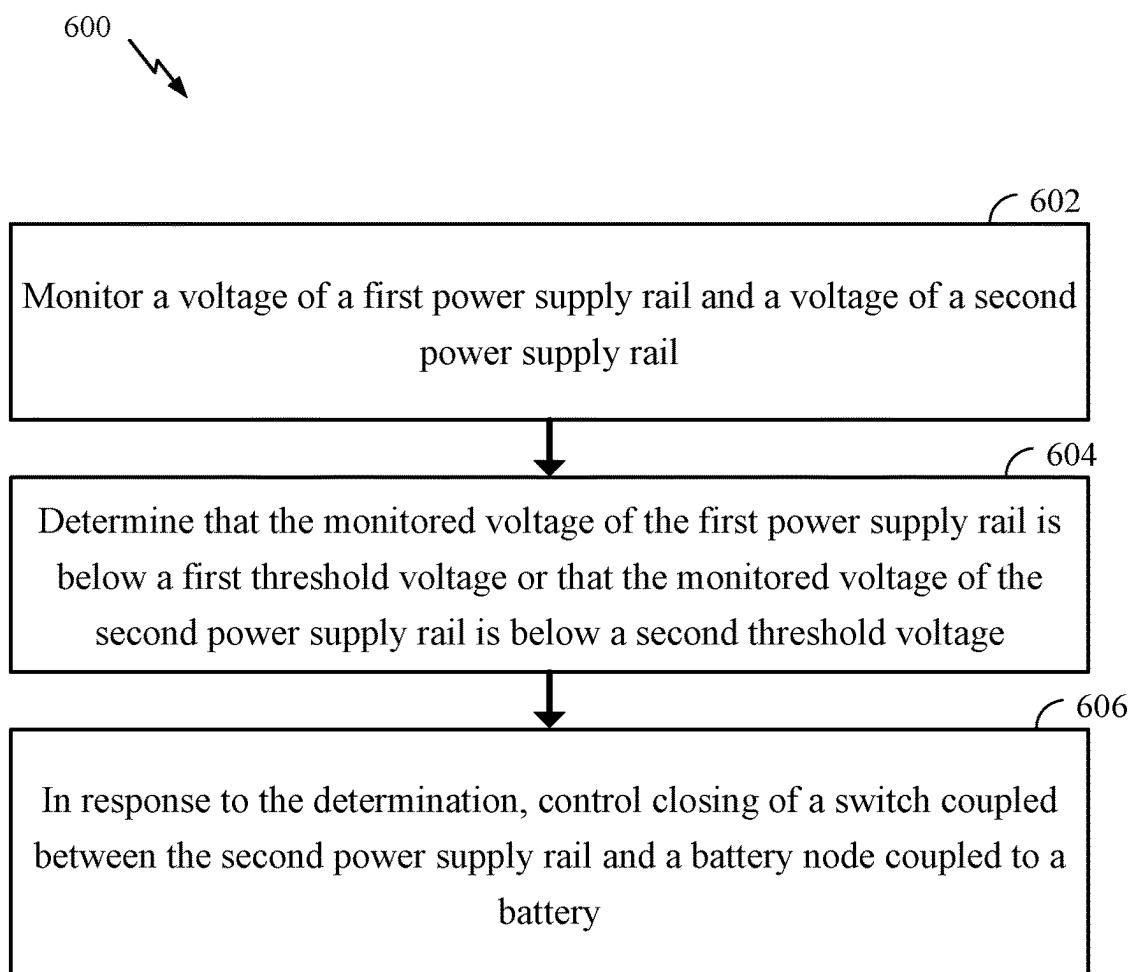 600
602
Monitor a voltage of a first power supply rail and a voltage of a second
power supply rail
604
Determine that the monitored voltage of the first power supply rail is
below a first threshold voltage or that the monitored voltage of the
second power supply rail is below a second threshold voltage
606
In response to the determination, control closing of a switch coupled
between the second power supply rail and a battery node coupled to a
battery